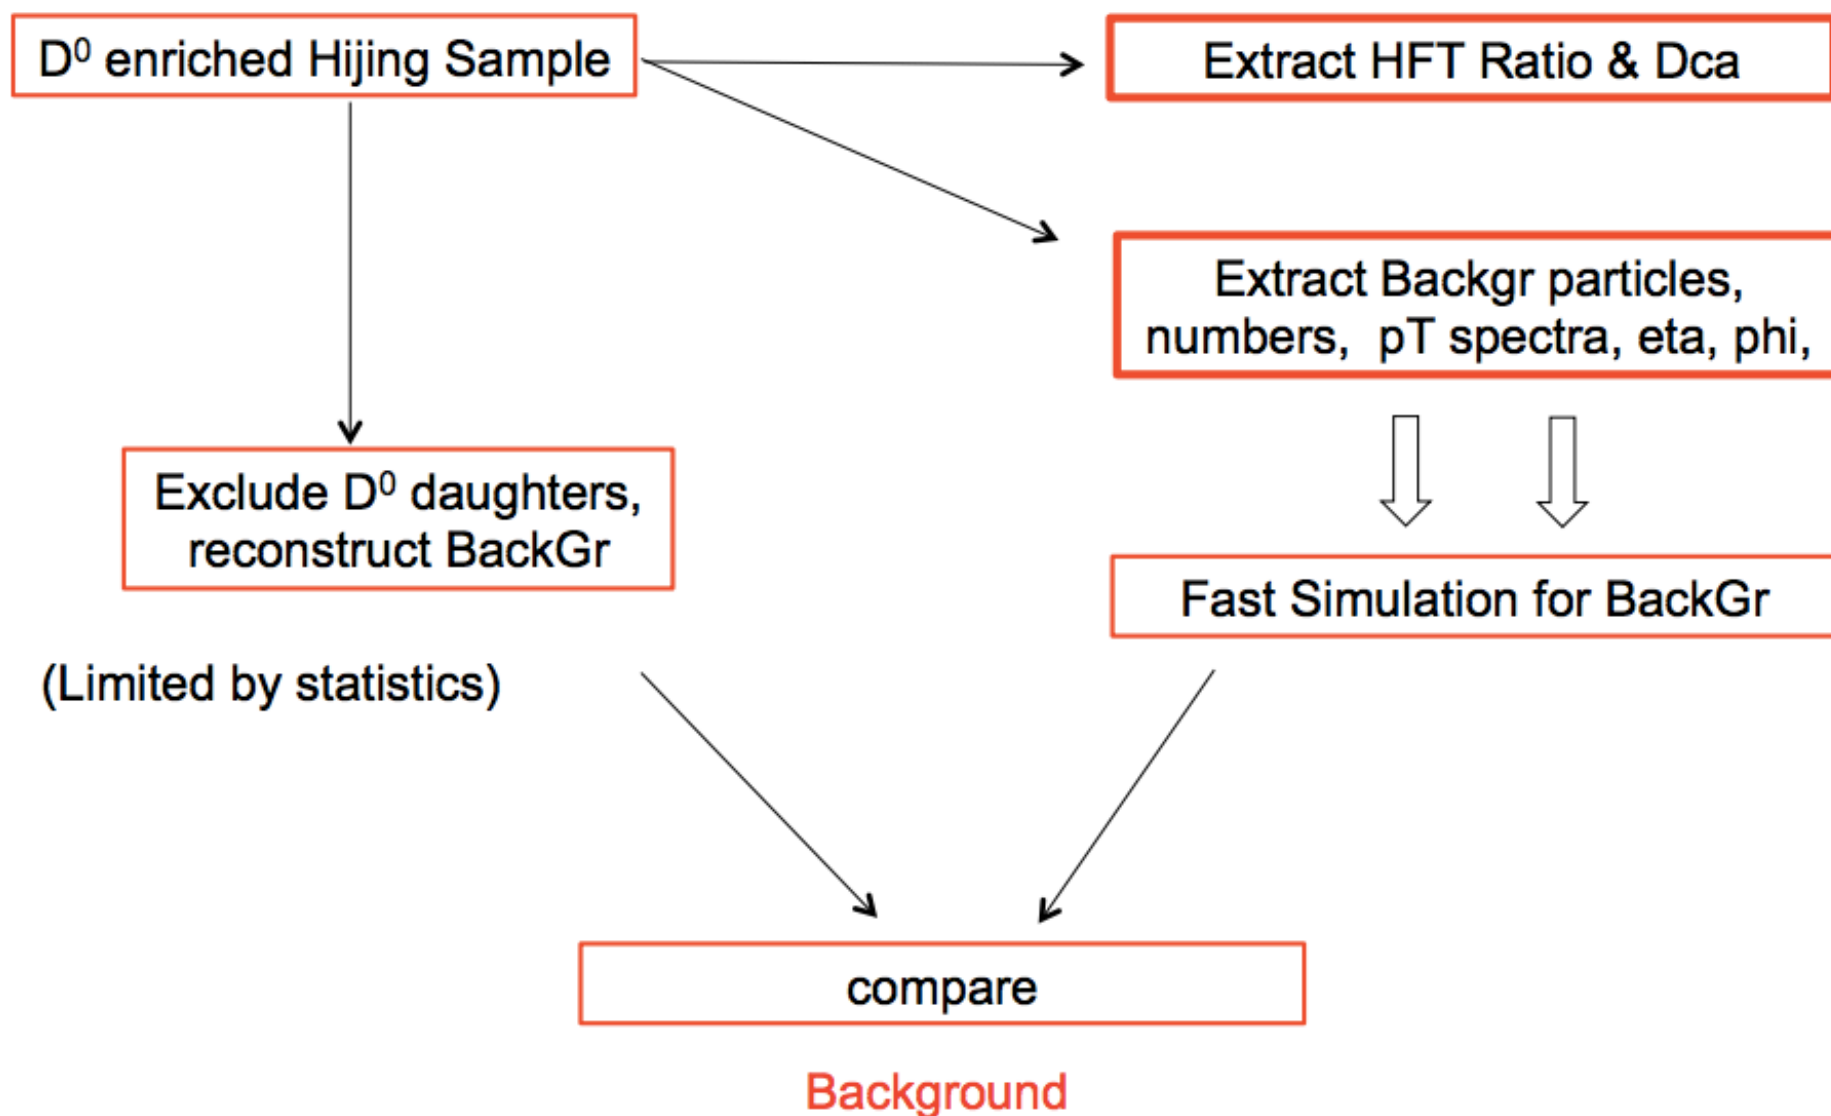 D⁰ enriched Hijing Sample
Extract HFT Ratio & Dca
Extract Backgr particles,
numbers, pT spectra, eta, phi,
Exclude D⁰ daughters,
reconstruct BackGr
Fast Simulation for BackGr
(Limited by statistics)
compare
Background